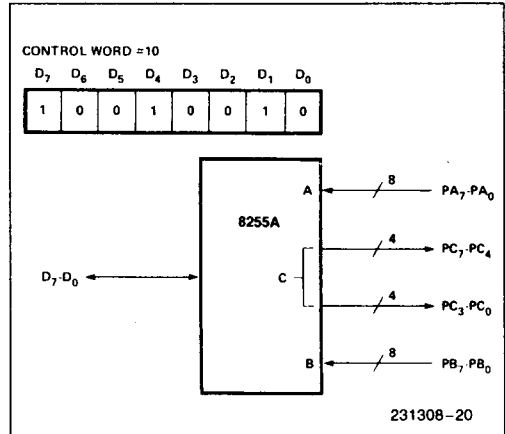 CONTROL WORD =10
D7 D6 D5 D4 D3 D2 D1 D0
1 0 0 1 0 0 1 0
8255A
A 8 PA7-PA0
4 PC7-PC4
D7-D0 C
4 PC3-PC0
B 8 PB7-PB0
231308-20